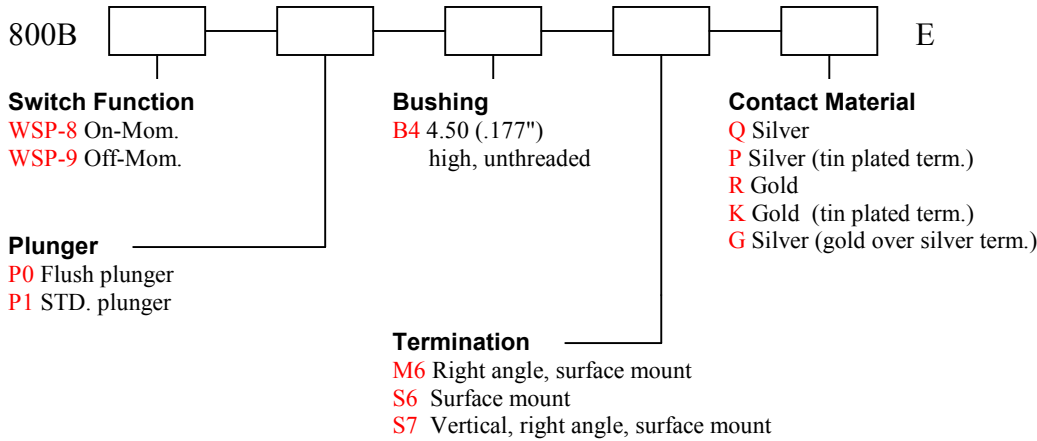 800B E
Switch Function
WSP-8 On-Mom.
WSP-9 Off-Mom.
Plunger
P0 Flush plunger
P1 STD. plunger
Bushing
B4 4.50 (.177")
high, unthreaded
Termination
M6 Right angle, surface mount
S6 Surface mount
S7 Vertical, right angle, surface mount
Contact Material
Q Silver
P Silver (tin plated term.)
R Gold
K Gold (tin plated term.)
G Silver (gold over silver term.)